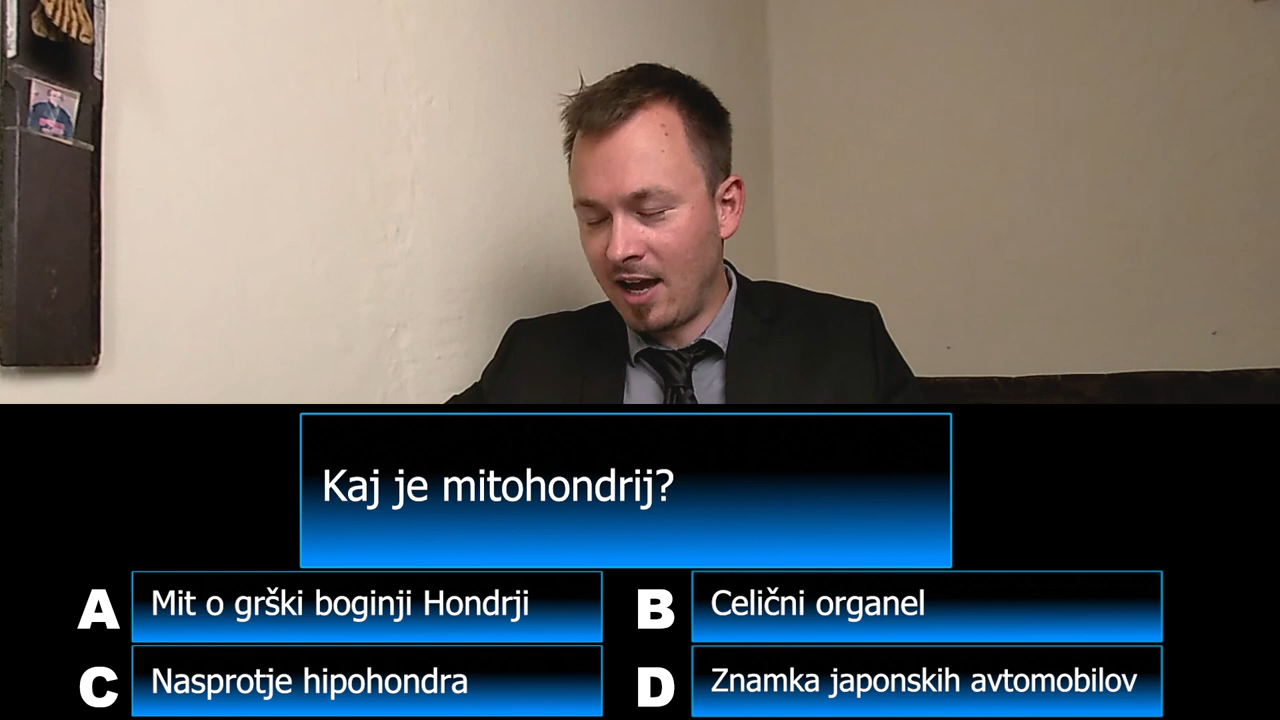 Kaj je mitohondrij?
A Mit o grški boginji Hondrji
B Celični organel
C Nasprotje hipohondra
D Znamka japonskih avtomobilov